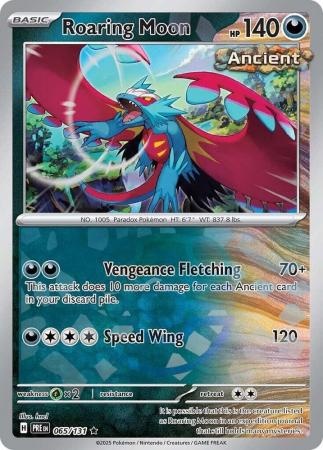 BASIC
Roaring Moon HP 140
Ancient
NO. 1005 Paradox Pokémon HT: 6'7" WT: 837.8 lbs
Vengeance Fletching 70+
This attack does 10 more damage for each Ancient card
in your discard pile.
Speed Wing 120
weakness ×2 resistance retreat
Illus. hncl
It is possible that this is the creature listed as
Roaring Moon in an expedition journal
that still holds many mysteries.
H PRE EN 065/131 ★
©2025 Pokémon / Nintendo / Creatures / GAME FREAK